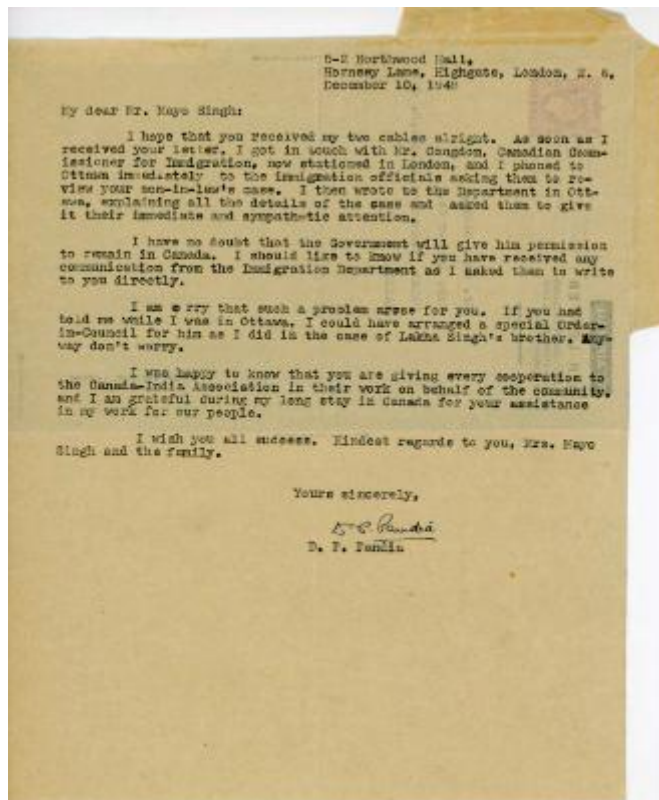 Northwood Hall,
Hornsey Lane, Highgate, London, N. 6.
December 10, 194
My dear Mr. Mayo Singh:
I hope that you received my two cables alright. As soon as I
received your letter, I got in touch with Mr. Congdon, Canadian Com-
issioner for Immigration, now stationed in London, and I phoned to
Ottawa immediately to the immigration officials asking them to re-
view your son-in-law's case. I then wrote to the Department in Ott-
awa, explaining all the details of the case and asked them to give
it their immediate and sympathetic attention.
I have no doubt that the Government will give him permission
to remain in Canada. I should like to know if you have received any
communication from the Immigration Department as I asked them to write
to you directly.
I am sorry that such a problem arose for you. If you had
told me while I was in Ottawa, I could have arranged a special Order-
in-Council for him as I did in the case of Lakha Singh's brother. Any-
way don't worry.
I was happy to know that you are giving every cooperation to
the Canada-India Association in their work on behalf of the community,
and I am grateful during my long stay in Canada for your assistance
in my work for our people.
I wish you all success. Kindest regards to you, Mrs. Mayo
Singh and the family.
Yours sincerely,
D P Pandia
D. P. Pandia